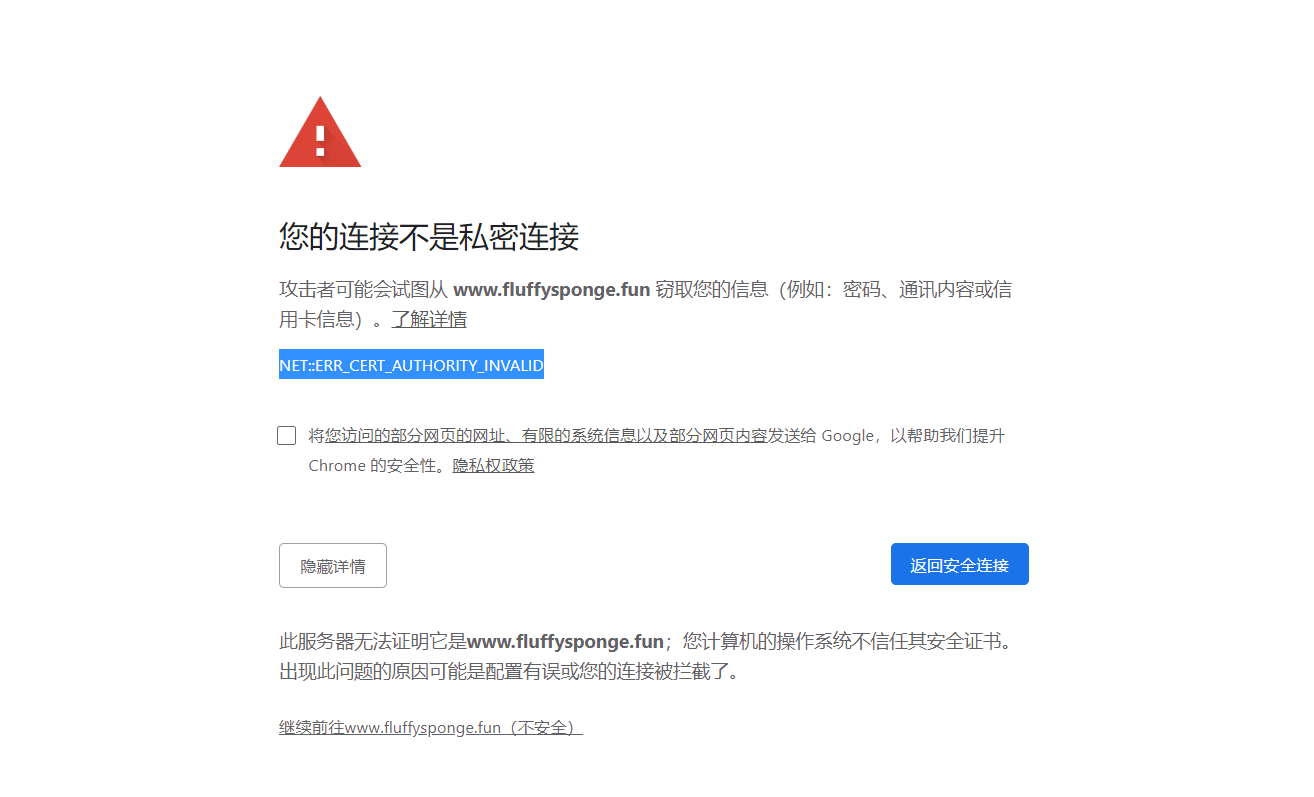 您的连接不是私密连接
攻击者可能会试图从 www.fluffysponge.fun 窃取您的信息（例如：密码、通讯内容或信
用卡信息）。了解详情
NET::ERR_CERT_AUTHORITY_INVALID
将您访问的部分网页的网址、有限的系统信息以及部分网页内容发送给 Google，以帮助我们提升
Chrome 的安全性。隐私权政策
隐藏详情
返回安全连接
此服务器无法证明它是www.fluffysponge.fun；您计算机的操作系统不信任其安全证书。
出现此问题的原因可能是配置有误或您的连接被拦截了。
继续前往www.fluffysponge.fun（不安全）